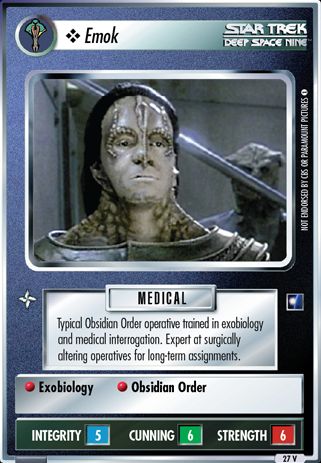 ❖ Emok
STAR TREK
DEEP SPACE NINE™
NOT ENDORSED BY CBS OR PARAMOUNT PICTURES
MEDICAL
Typical Obsidian Order operative trained in exobiology
and medical interrogation. Expert at surgically
altering operatives for long-term assignments.
Exobiology Obsidian Order
INTEGRITY 5 CUNNING 6 STRENGTH 6
27 V